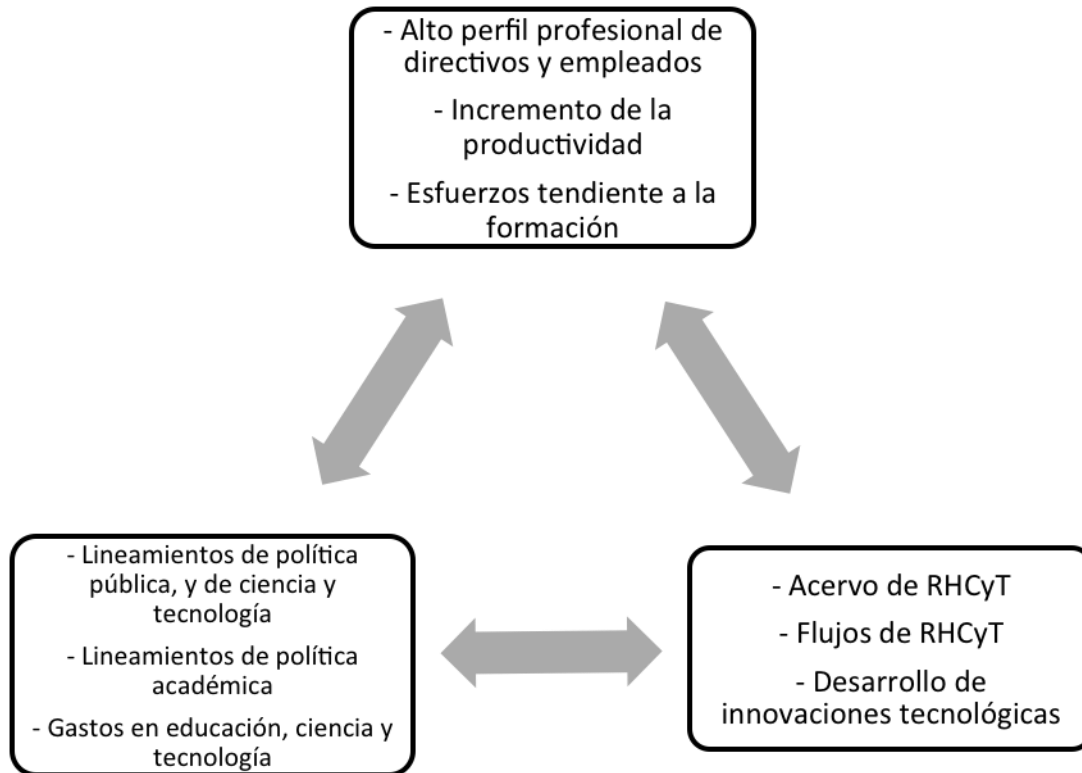 - Alto perfil profesional de
directivos y empleados
- Incremento de la
productividad
- Esfuerzos tendiente a la
formación
- Lineamientos de política
pública, y de ciencia y
tecnología
- Lineamientos de política
académica
- Gastos en educación, ciencia y
tecnología
- Acervo de RHCyT
- Flujos de RHCyT
- Desarrollo de
innovaciones tecnológicas